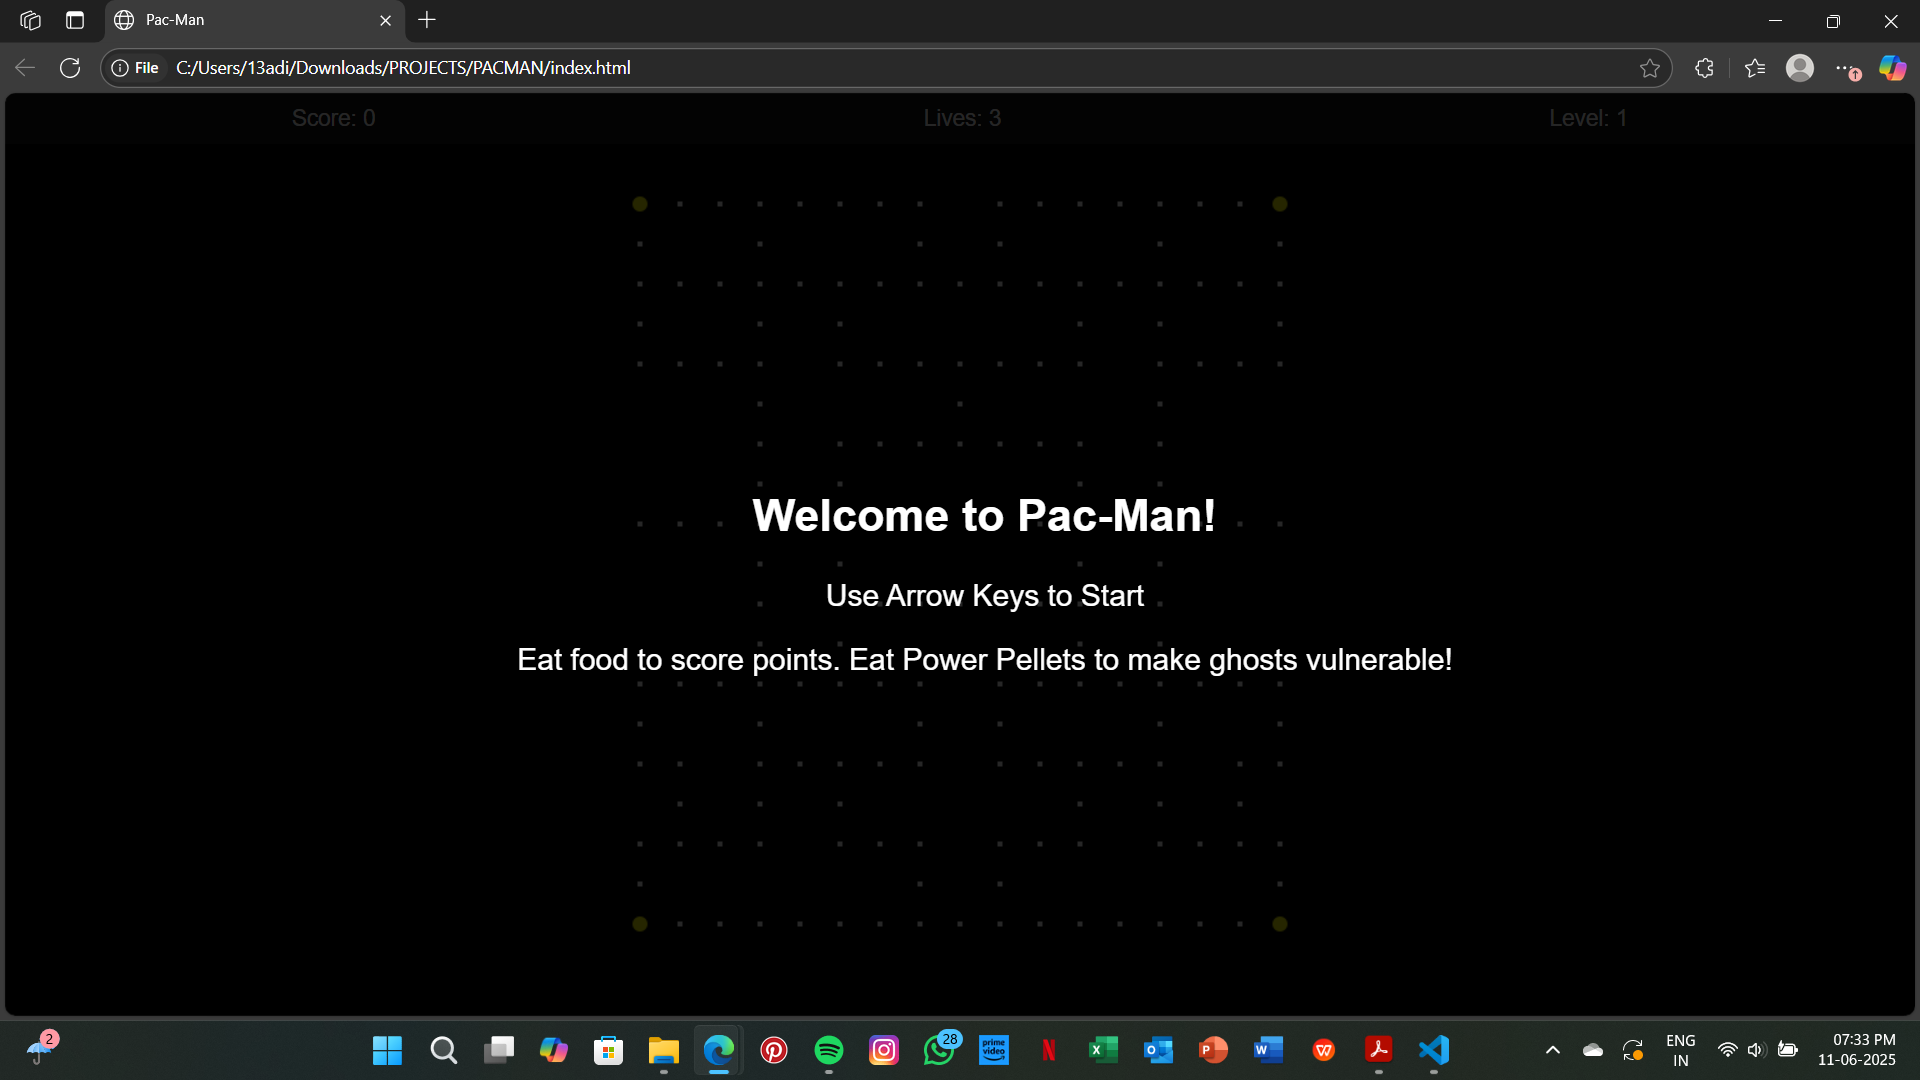 Pac-Man
File
C:/Users/13adi/Downloads/PROJECTS/PACMAN/index.html
Score: 0
Lives: 3
Level: 1
Welcome to Pac-Man!
Use Arrow Keys to Start
Eat food to score points. Eat Power Pellets to make ghosts vulnerable!
2
28
prime video
N
X
O
P
W
W
ENG
IN
07:33 PM
11-06-2025